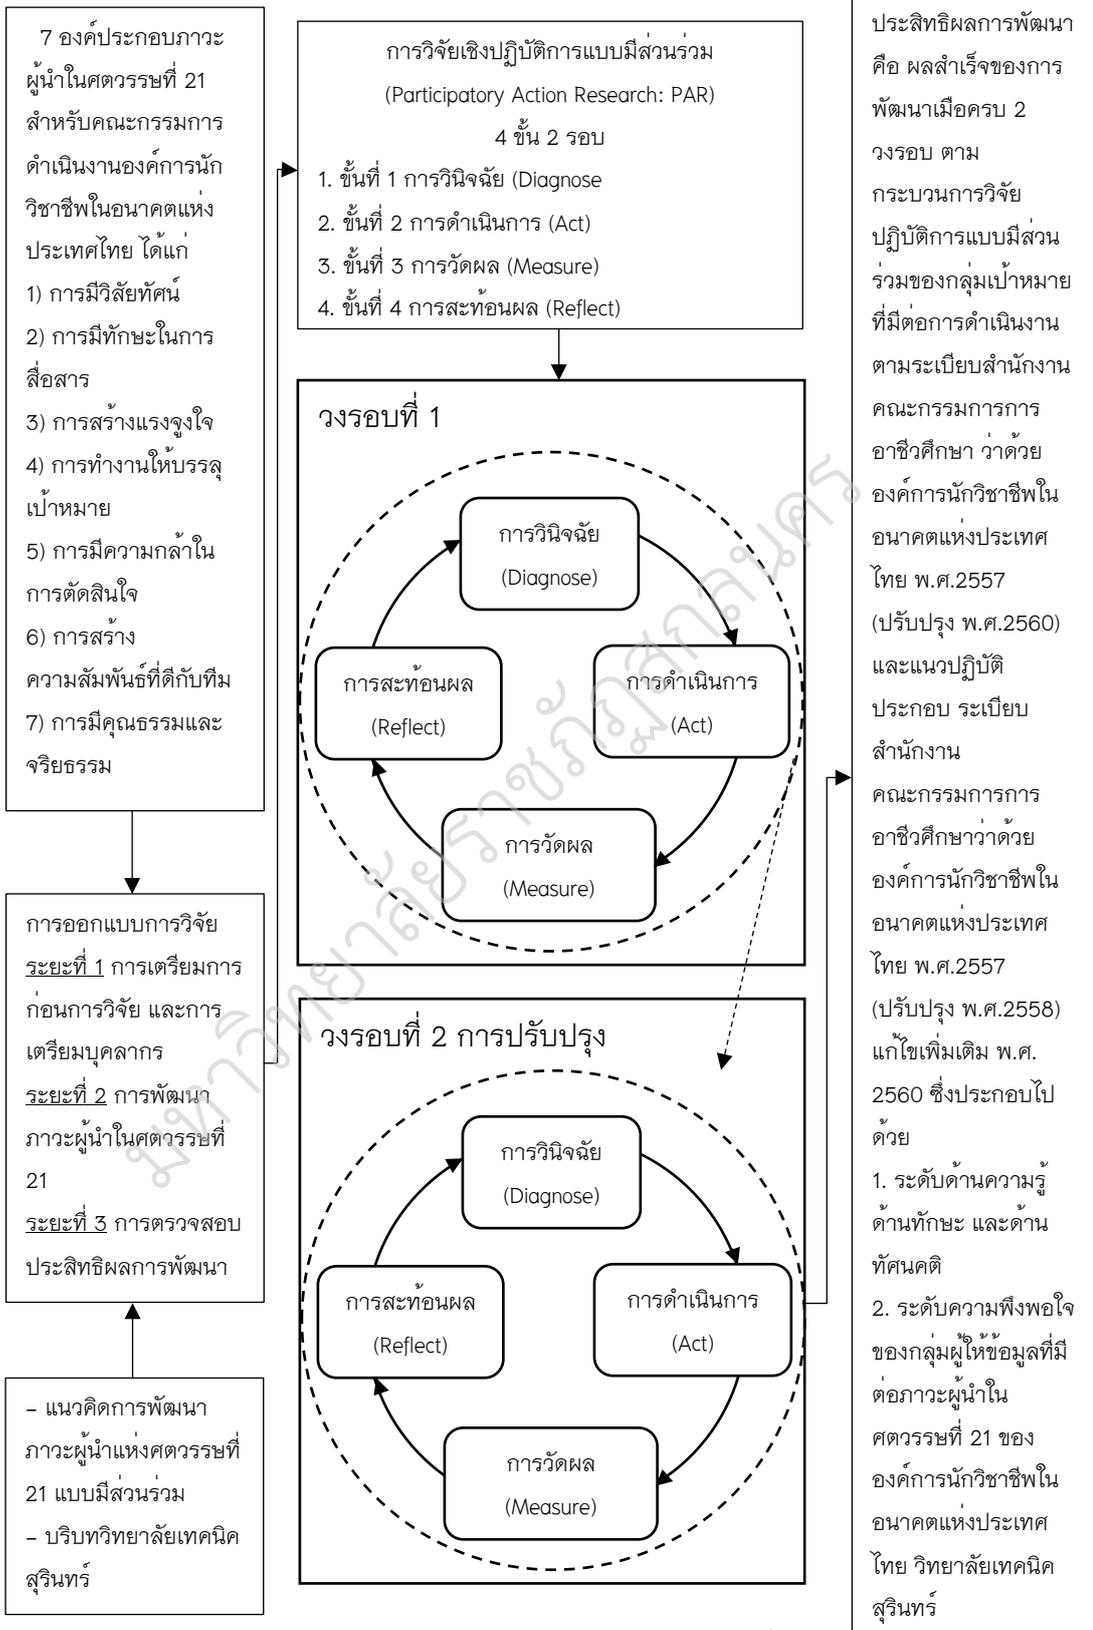 7 องค์ประกอบภาวะ
ผู้นำในศตวรรษที่ 21
สำหรับคณะกรรมการ
ดำเนินงานองค์การนัก
วิชาชีพในอนาคตแห่ง
ประเทศไทย ได้แก่
1) การมีวิสัยทัศน์
2) การมีทักษะในการ
สื่อสาร
3) การสร้างแรงจูงใจ
4) การทำงานให้บรรลุ
เป้าหมาย
5) การมีความกล้าใน
การตัดสินใจ
6) การสร้าง
ความสัมพันธ์ที่ดีกับทีม
7) การมีคุณธรรมและ
จริยธรรม
การออกแบบการวิจัย
ระยะที่ 1 การเตรียมการ
ก่อนการวิจัย และการ
เตรียมบุคลากร
ระยะที่ 2 การพัฒนา
ภาวะผู้นำในศตวรรษที่
21
ระยะที่ 3 การตรวจสอบ
ประสิทธิผลการพัฒนา
– แนวคิดการพัฒนา
ภาวะผู้นำแห่งศตวรรษที่
21 แบบมีส่วนร่วม
– บริบทวิทยาลัยเทคนิค
สุรินทร์
การวิจัยเชิงปฏิบัติการแบบมีส่วนร่วม
(Participatory Action Research: PAR)
4 ขั้น 2 รอบ
1. ขั้นที่ 1 การวินิจฉัย (Diagnose
2. ขั้นที่ 2 การดำเนินการ (Act)
3. ขั้นที่ 3 การวัดผล (Measure)
4. ขั้นที่ 4 การสะท้อนผล (Reflect)
วงรอบที่ 1
การวินิจฉัย
(Diagnose)
การสะท้อนผล
(Reflect)
การดำเนินการ
(Act)
การวัดผล
(Measure)
วงรอบที่ 2 การปรับปรุง
การวินิจฉัย
(Diagnose)
การสะท้อนผล
(Reflect)
การดำเนินการ
(Act)
การวัดผล
(Measure)
ประสิทธิผลการพัฒนา
คือ ผลสำเร็จของการ
พัฒนาเมื่อครบ 2
วงรอบ ตาม
กระบวนการวิจัย
ปฏิบัติการแบบมีส่วน
ร่วมของกลุ่มเป้าหมาย
ที่มีต่อการดำเนินงาน
ตามระเบียบสำนักงาน
คณะกรรมการการ
อาชีวศึกษา ว่าด้วย
องค์การนักวิชาชีพใน
อนาคตแห่งประเทศ
ไทย พ.ศ.2557
(ปรับปรุง พ.ศ.2560)
และแนวปฏิบัติ
ประกอบ ระเบียบ
สำนักงาน
คณะกรรมการการ
อาชีวศึกษาว่าด้วย
องค์การนักวิชาชีพใน
อนาคตแห่งประเทศ
ไทย พ.ศ.2557
(ปรับปรุง พ.ศ.2558)
แก้ไขเพิ่มเติม พ.ศ.
2560 ซึ่งประกอบไป
ด้วย
1. ระดับด้านความรู้
ด้านทักษะ และด้าน
ทัศนคติ
2. ระดับความพึงพอใจ
ของกลุ่มผู้ให้ข้อมูลที่มี
ต่อภาวะผู้นำใน
ศตวรรษที่ 21 ของ
องค์การนักวิชาชีพใน
อนาคตแห่งประเทศ
ไทย วิทยาลัยเทคนิค
สุรินทร์
มหาวิทยาลัยราชภัฏสกลนคร